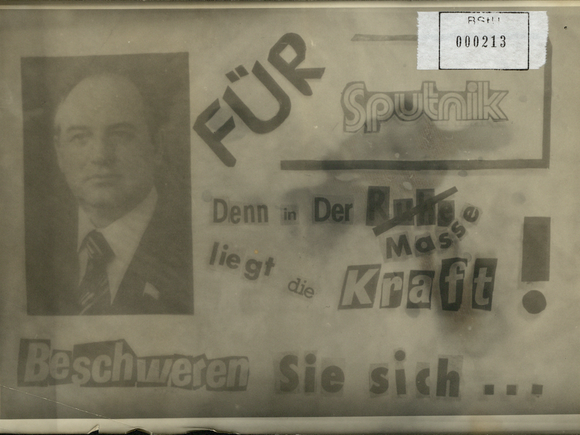 BStU
000213
FÜR
Sputnik
Denn in Der Ruhe
Masse
liegt die Kraft!
Beschweren Sie sich ...